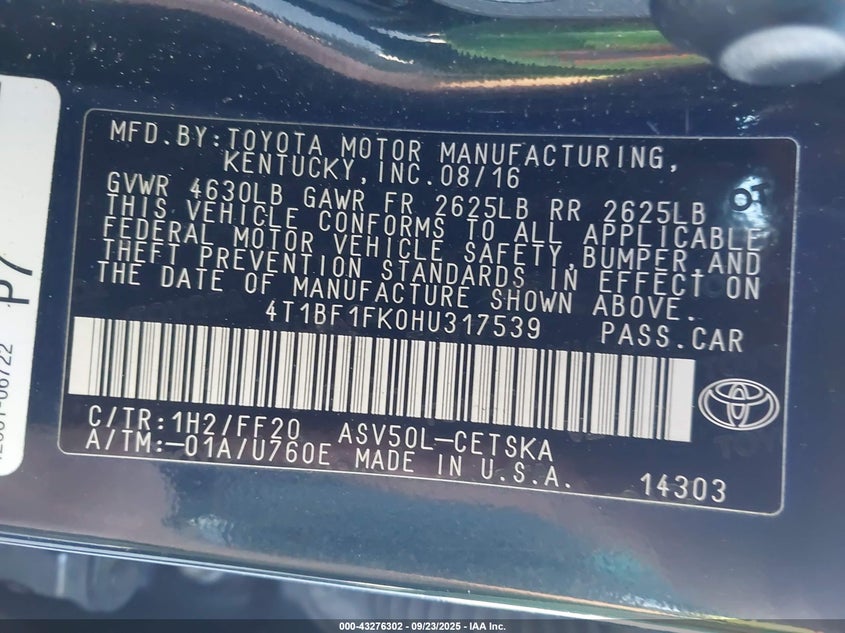 MFD.BY:TOYOTA MOTOR MANUFACTURING,
KENTUCKY,INC.08/16
GVWR 4630LB GAWR FR 2625LB RR 2625LB
THIS VEHICLE CONFORMS TO ALL APPLICABLE
FEDERAL MOTOR VEHICLE SAFETY,BUMPER,AND
THEFT PREVENTION STANDARDS IN EFFECT ON
THE DATE OF MANUFACTURE SHOWN ABOVE.
4T1BF1FK0HU317539 PASS.CAR
C/TR:1H2/FF20 ASV50L-CETSKA
A/TM:-01A/U760E MADE IN U.S.A. 14303
P7
000-43276302 - 09/23/2025 - IAA Inc.